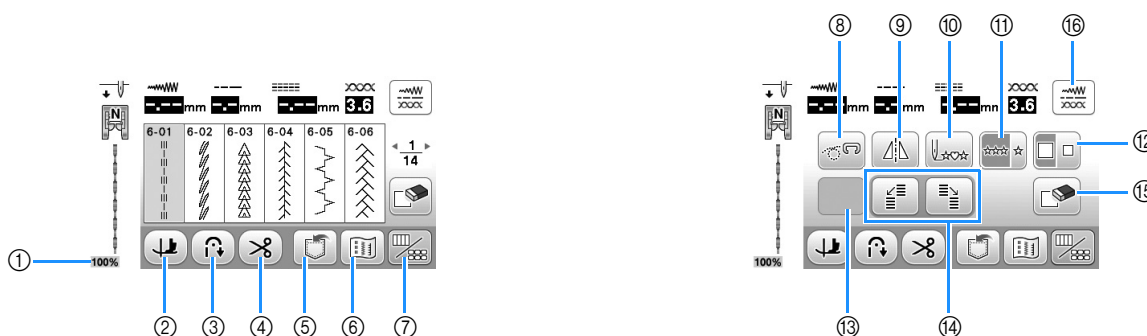 ⑧ ⑨ ⑩ ⑪ ⑯
-.-- mm -.-- mm -.-- mm 3.6
-.-- mm -.-- mm -.-- mm 3.6
N
N
6-01 6-02 6-03 6-04 6-05 6-06
1
14
⑫
⑮
① 100%
100%
② ③ ④ ⑤ ⑥ ⑦
⑬ ⑭